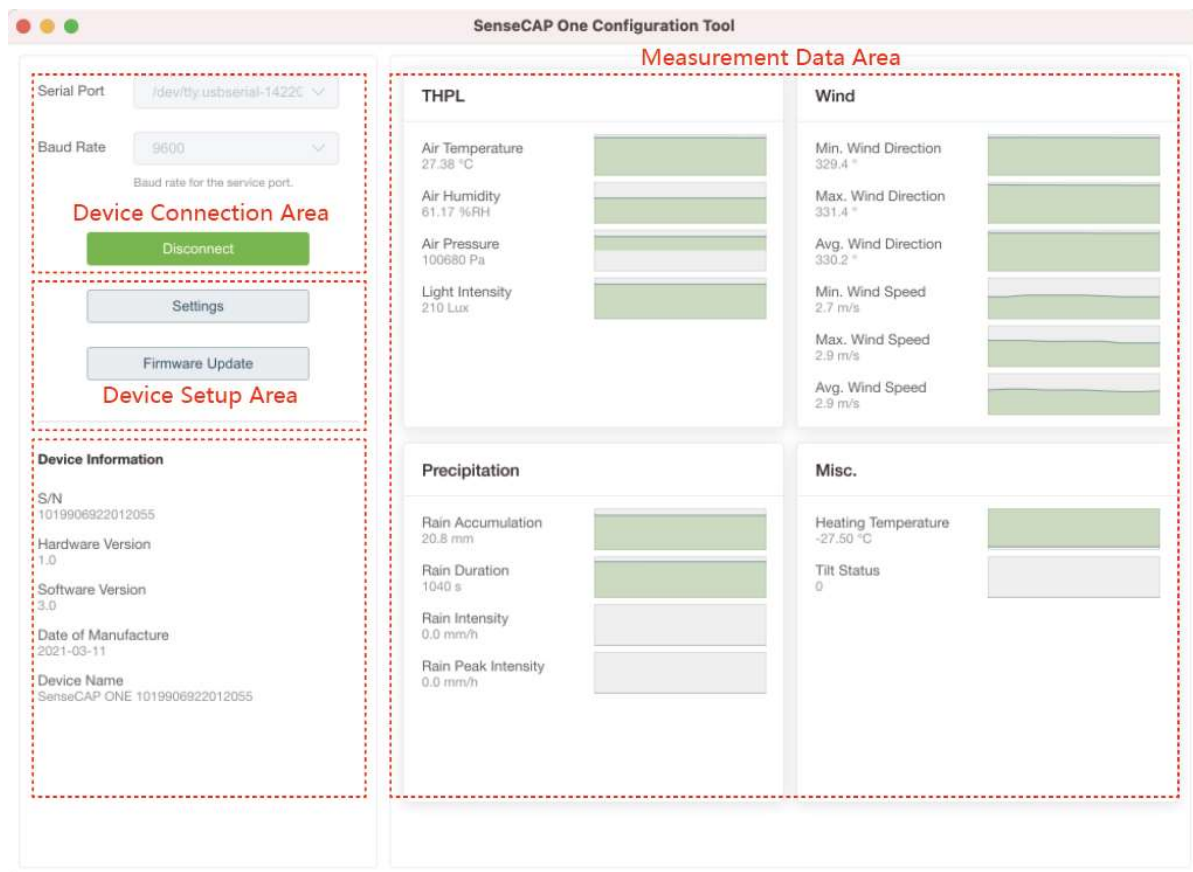 SenseCAP One Configuration Tool
Measurement Data Area
Serial Port
/dev/tty.usbserial-1422
Baud Rate
9600
Baud rate for the service port.
Device Connection Area
Disconnect
Settings
Firmware Update
Device Setup Area
Device Information
S/N
1019906922012055
Hardware Version
1.0
Software Version
3.0
Date of Manufacture
2021-03-11
Device Name
SenseCAP ONE 1019906922012055
THPL
Air Temperature
27.38 °C
Air Humidity
61.17 %RH
Air Pressure
100680 Pa
Light Intensity
210 Lux
Wind
Min. Wind Direction
329.4 °
Max. Wind Direction
331.4 °
Avg. Wind Direction
330.2 °
Min. Wind Speed
2.7 m/s
Max. Wind Speed
2.9 m/s
Avg. Wind Speed
2.9 m/s
Precipitation
Rain Accumulation
20.8 mm
Rain Duration
1040 s
Rain Intensity
0.0 mm/h
Rain Peak Intensity
0.0 mm/h
Misc.
Heating Temperature
-27.50 °C
Tilt Status
0